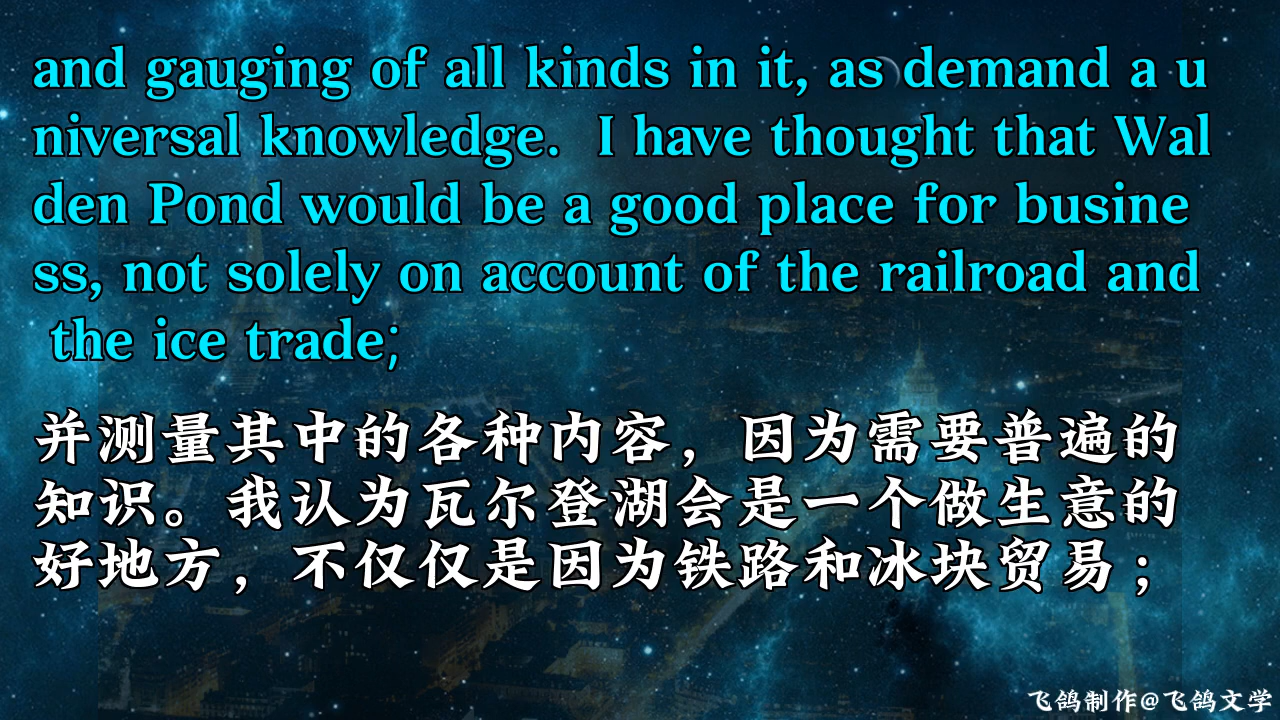 and gauging of all kinds in it, as demand a u
niversal knowledge.  I have thought that Wal
den Pond would be a good place for busine
ss, not solely on account of the railroad and
 the ice trade;
并测量其中的各种内容，因为需要普遍的
知识。我认为瓦尔登湖会是一个做生意的
好地方，不仅仅是因为铁路和冰块贸易；
飞鸽制作@飞鸽文学